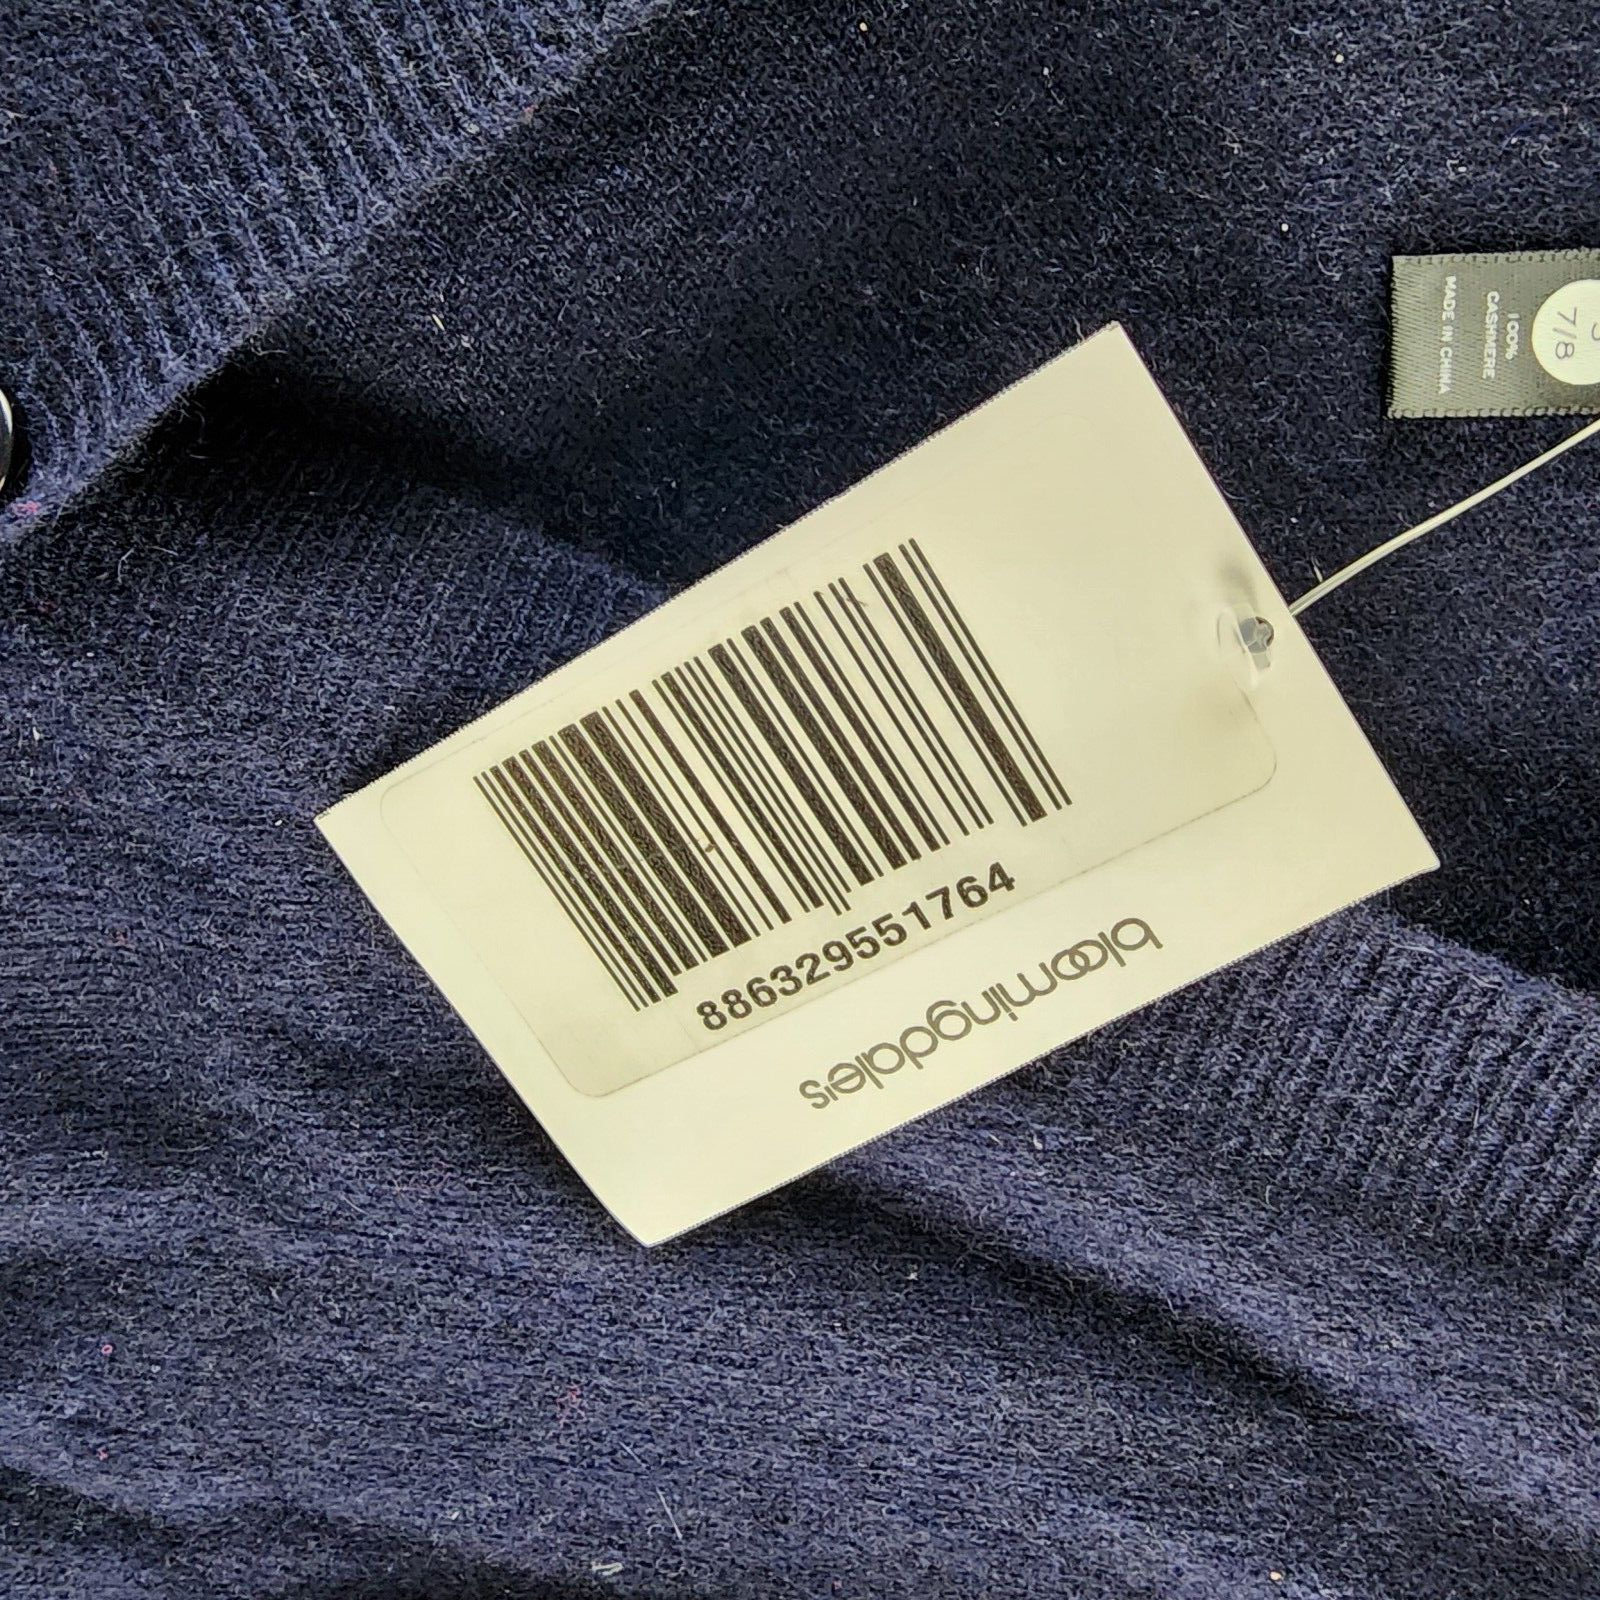 886329551764
bloomingdale's
7/8
100%
CASHMERE
MADE IN CHINA